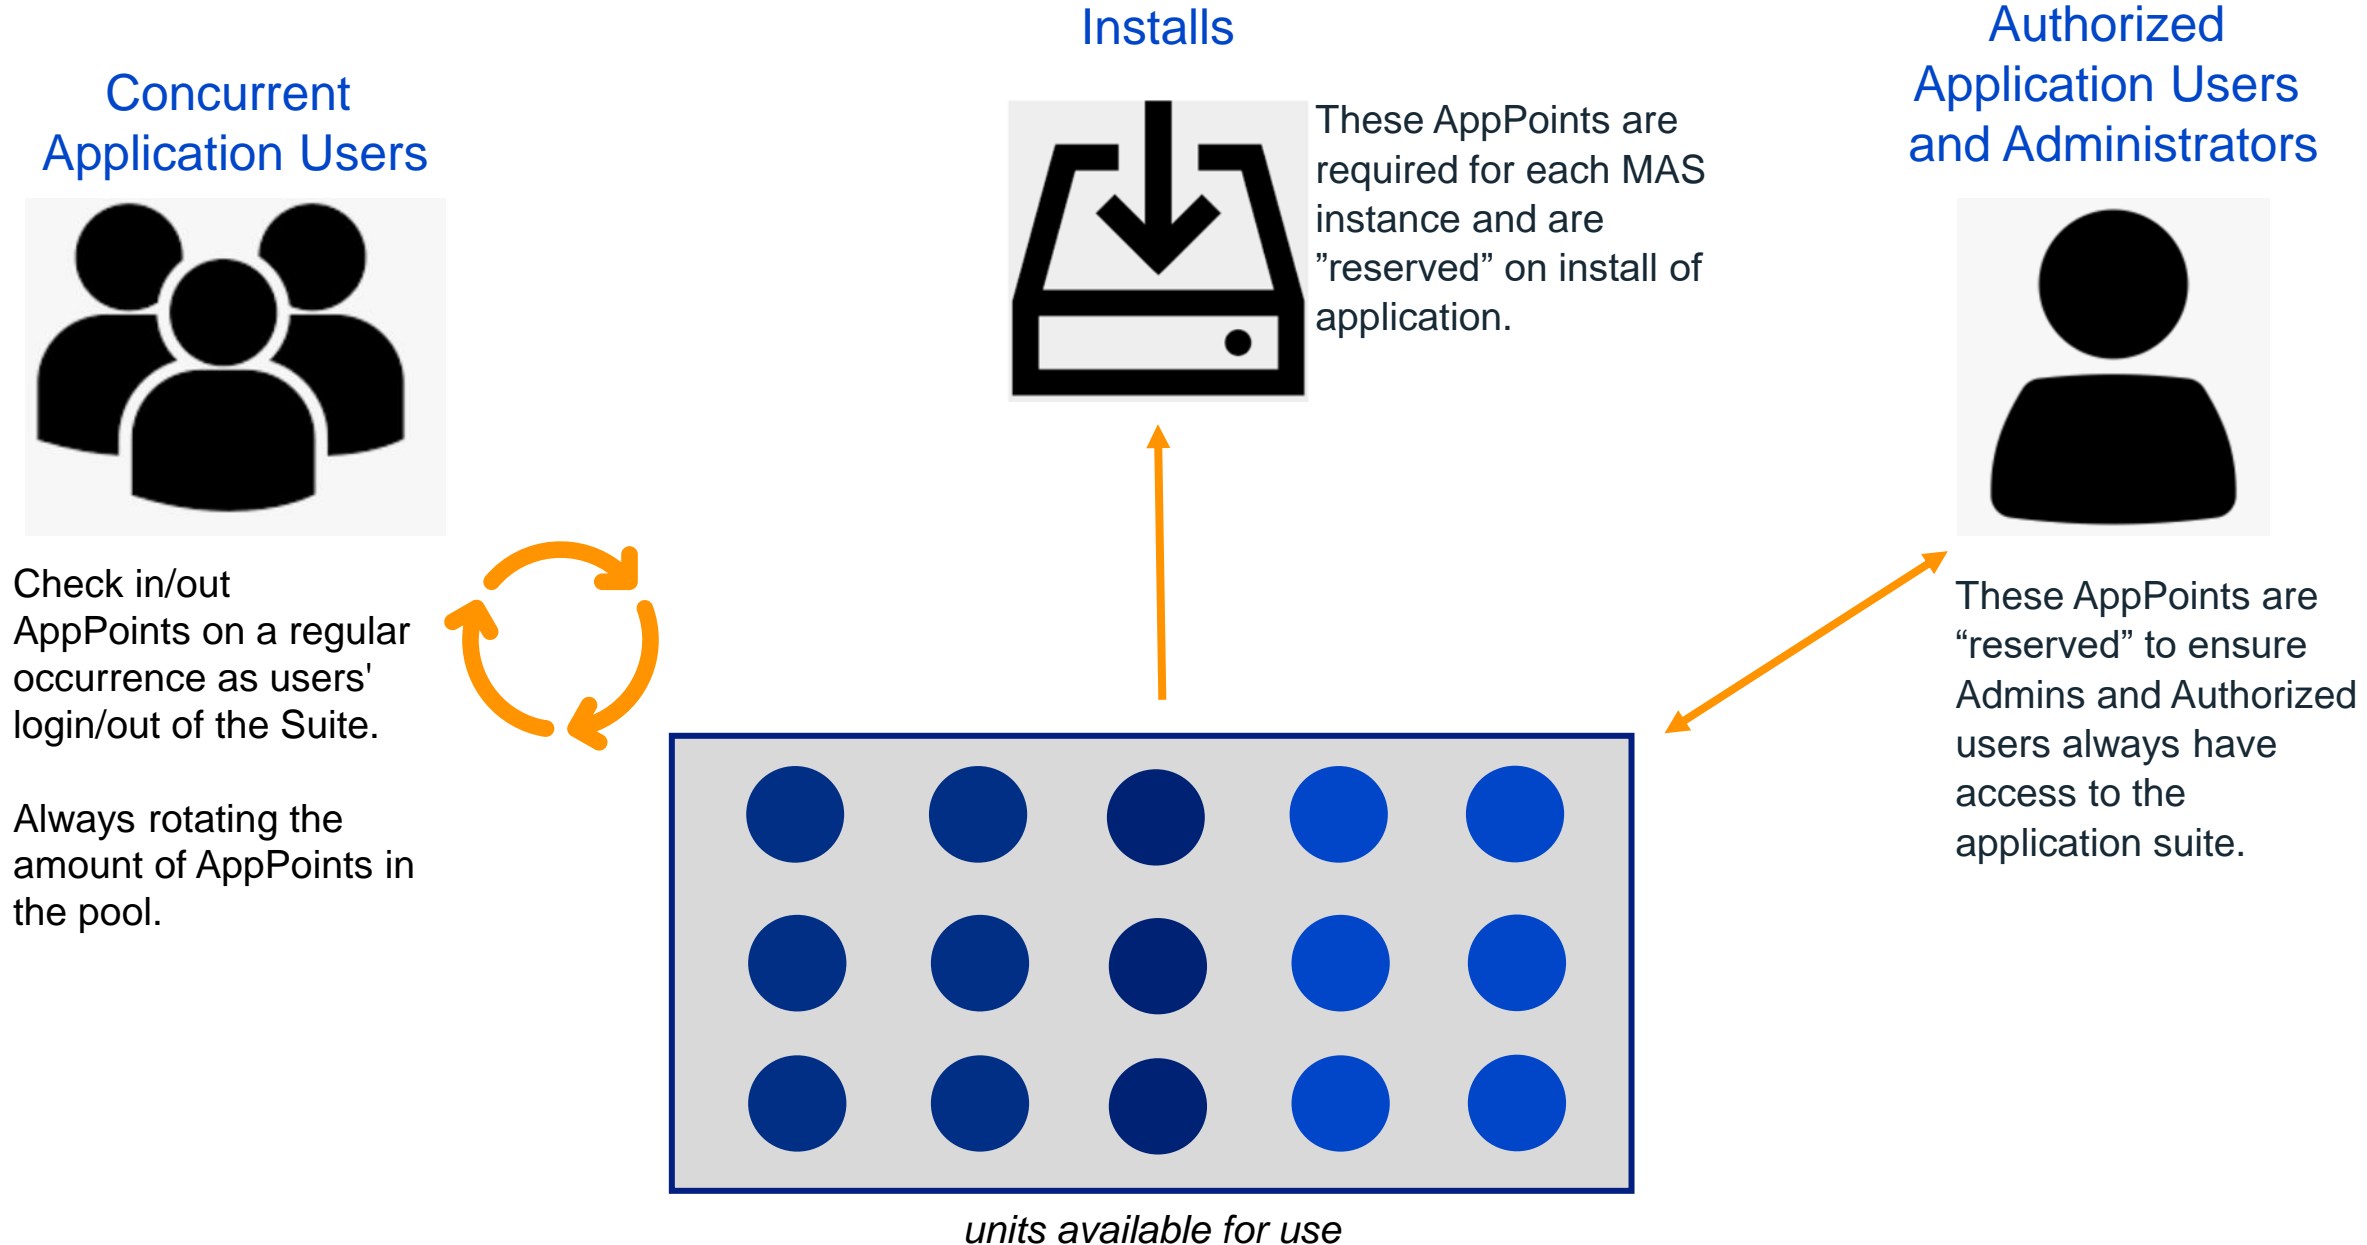 Concurrent
Application Users
Check in/out
AppPoints on a regular
occurrence as users'
login/out of the Suite.
Always rotating the
amount of AppPoints in
the pool.
Installs
These AppPoints are
required for each MAS
instance and are
”reserved” on install of
application.
Authorized
Application Users
and Administrators
These AppPoints are
“reserved” to ensure
Admins and Authorized
users always have
access to the
application suite.
units available for use